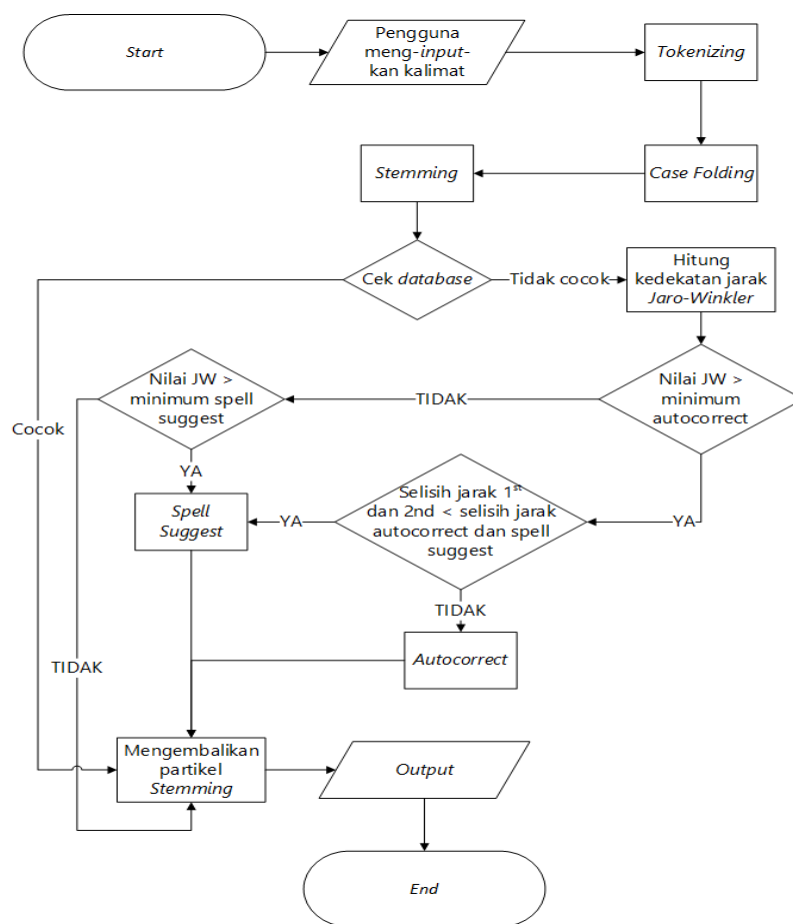 Start
Pengguna
meng-input-
kan kalimat
Tokenizing
Stemming
Case Folding
Cek database
Tidak cocok
Hitung
kedekatan jarak
Jaro-Winkler
Nilai JW >
minimum spell
suggest
TIDAK
Nilai JW >
minimum
autocorrect
Cocok
YA
Spell
Suggest
YA
Selisih jarak 1st
dan 2nd < selisih jarak
autocorrect dan spell
suggest
YA
TIDAK
TIDAK
Autocorrect
Mengembalikan
partikel
Stemming
Output
End